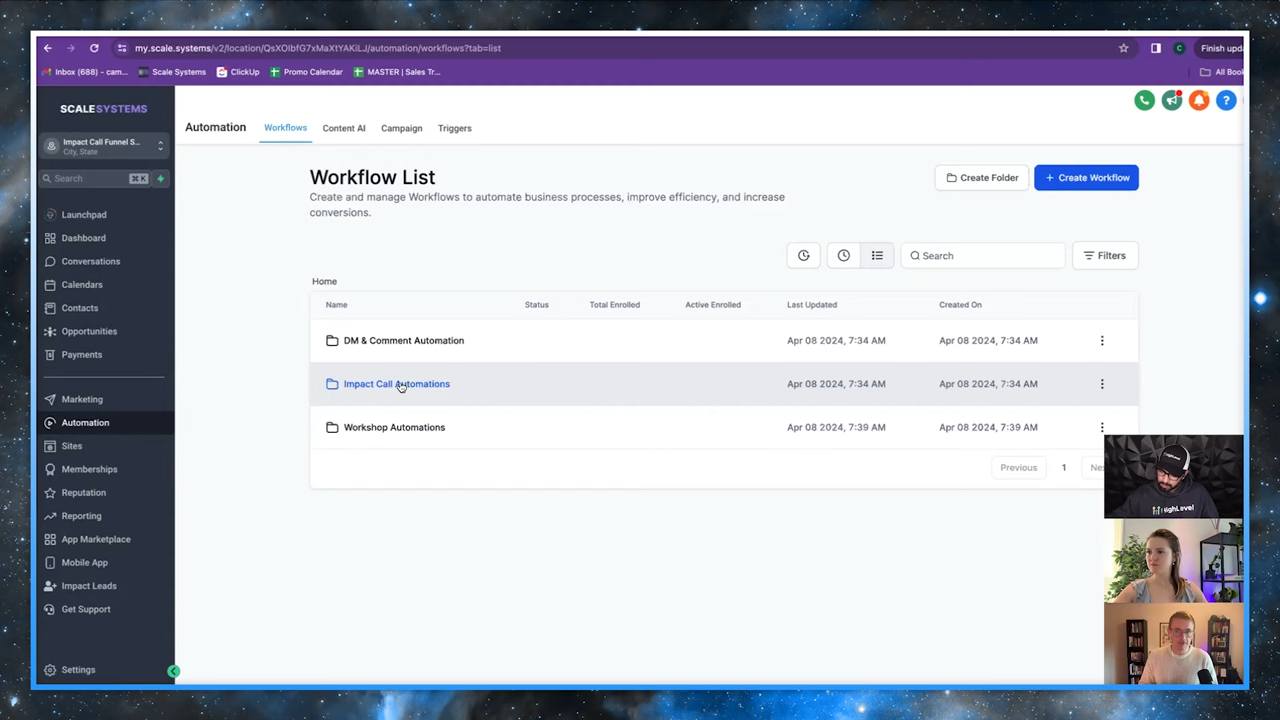 my.scale.systems/v2/location/QsXOIbfG7xMaXtYAKiLJ/automation/workflows?tab=list
Finish upda
Inbox (688) - cam...
Scale Systems
ClickUp
Promo Calendar
MASTER | Sales Tr...
All Book
SCALESYSTEMS
Impact Call Funnel S...
City, State
Search
⌘K
Launchpad
Dashboard
Conversations
Calendars
Contacts
Opportunities
Payments
Marketing
Automation
Sites
Memberships
Reputation
Reporting
App Marketplace
Mobile App
Impact Leads
Get Support
Settings
Automation
Workflows
Content AI
Campaign
Triggers
Workflow List
Create and manage Workflows to automate business processes, improve efficiency, and increase
conversions.
Create Folder
+ Create Workflow
Search
Filters
Home
Name Status Total Enrolled Active Enrolled Last Updated Created On
DM & Comment Automation Apr 08 2024, 7:34 AM Apr 08 2024, 7:34 AM
Impact Call Automations Apr 08 2024, 7:34 AM Apr 08 2024, 7:34 AM
Workshop Automations Apr 08 2024, 7:39 AM Apr 08 2024, 7:39 AM
Previous 1 Nex
HighLevel